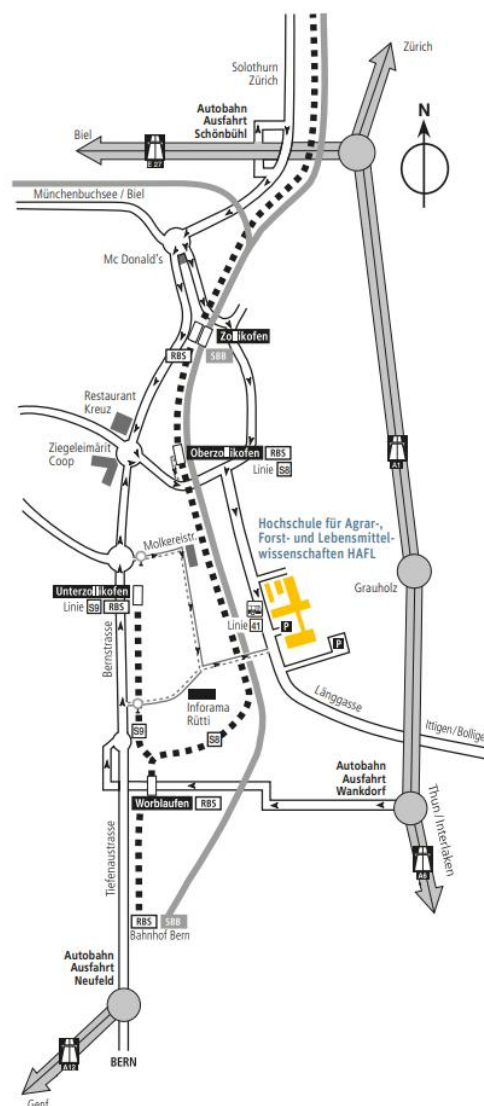 Zürich
Solothurn
Zürich
N
Autobahn
Ausfahrt
Schönbühl
Biel
E 27
Münchenbuchsee / Biel
Mc Donald's
Zollikofen
RBS
SBB
Restaurant
Kreuz
Ziegeleimärit
Coop
Oberzollikofen
RBS
Linie S8
A1
Hochschule für Agrar-,
Forst- und Lebensmittel-
wissenschaften HAFL
Molkereistr.
Grauholz
Unterzollikofen
Linie S9 RBS
P
Linie 41
P
Bernstrasse
Inforama
Rütti
Länggasse
Ittigen/Bollige
S9
S8
Autobahn
Ausfahrt
Wankdorf
Worblaufen
RBS
Thun/Interlaken
A6
Tiefenaustrasse
RBS
SBB
Bahnhof Bern
Autobahn
Ausfahrt
Neufeld
A12
BERN
Genf